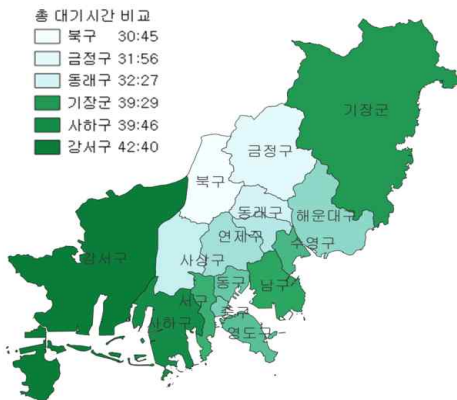 총 대기시간 비교
북구 30:45
금정구 31:56
동래구 32:27
기장군 39:29
사하구 39:46
강서구 42:40
기장군
금정구
북구
동래구
해운대구
연제구
수영구
강서구
사상구
동구
남구
서구
중구
사하구
영도구